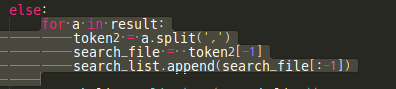 else:
for a in result:
token2 = a.split(',')
search_file = token2[-1]
search_list.append(search_file[:-1])